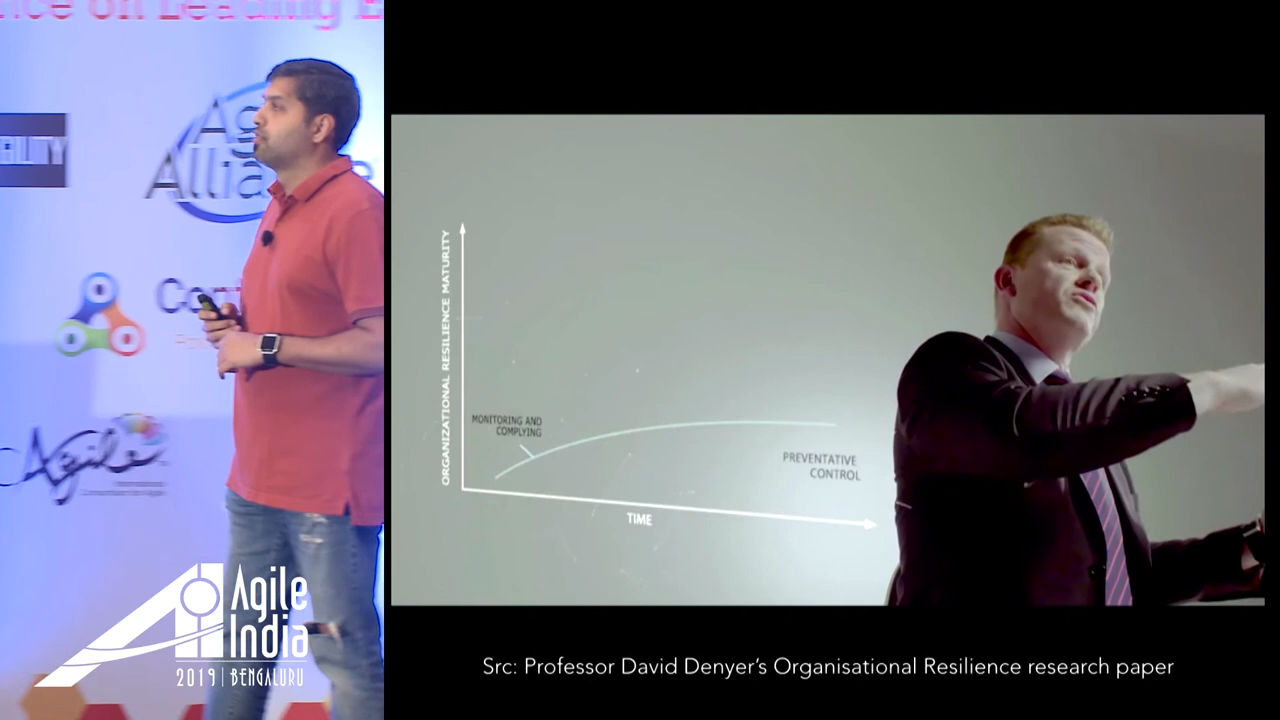 BILITY
Agile
India
2019 | BENGALURU
ORGANIZATIONAL RESILIENCE MATURITY
MONITORING AND
COMPLYING
PREVENTATIVE
CONTROL
TIME
Src: Professor David Denyer's Organisational Resilience research paper